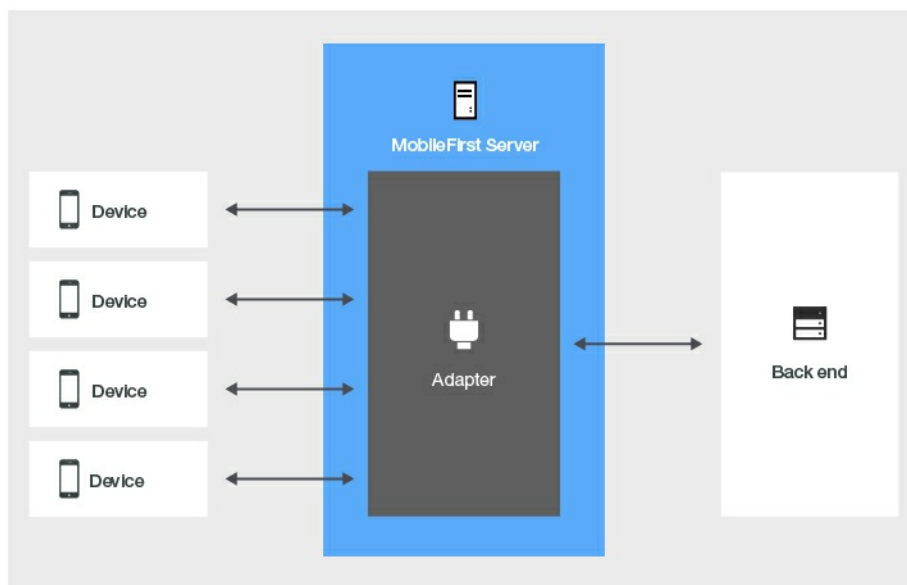 MobileFirst Server
Device
Device
Device
Device
Adapter
Back end